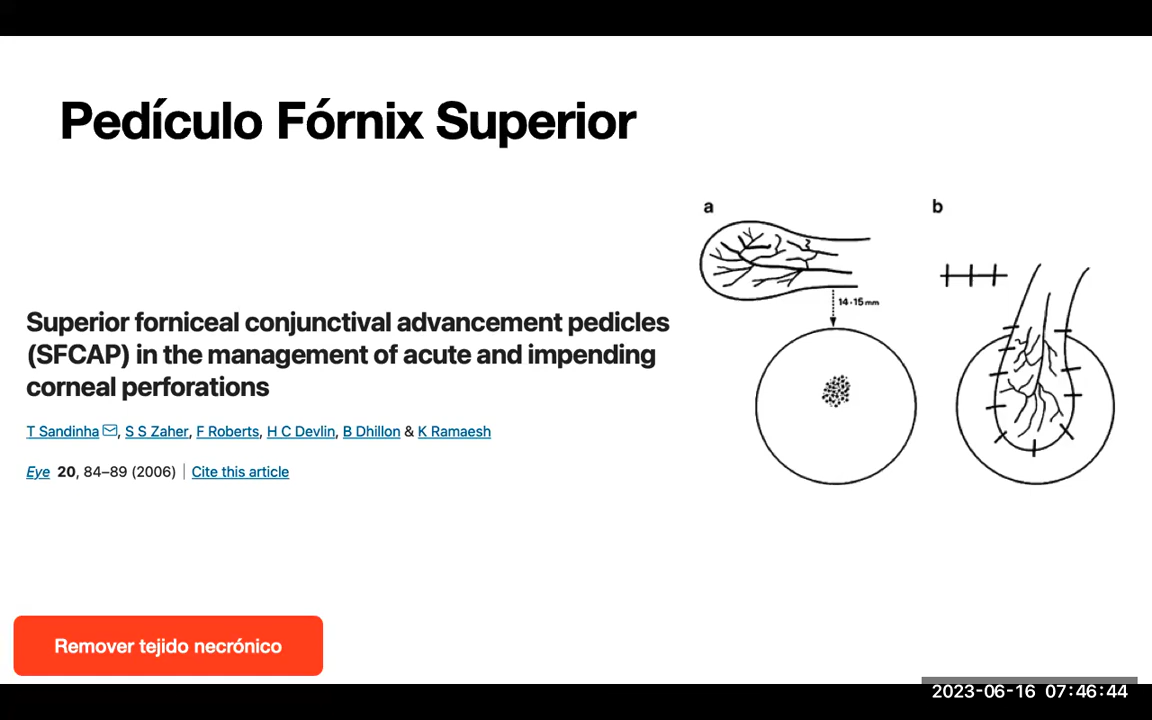 Pedículo Fórnix Superior
a
b
14-15mm
Superior forniceal conjunctival advancement pedicles
(SFCAP) in the management of acute and impending
corneal perforations
T Sandinha, S S Zaher, F Roberts, H C Devlin, B Dhillon & K Ramaesh
Eye 20, 84–89 (2006) | Cite this article
Remover tejido necrónico
2023-06-16 07:46:44